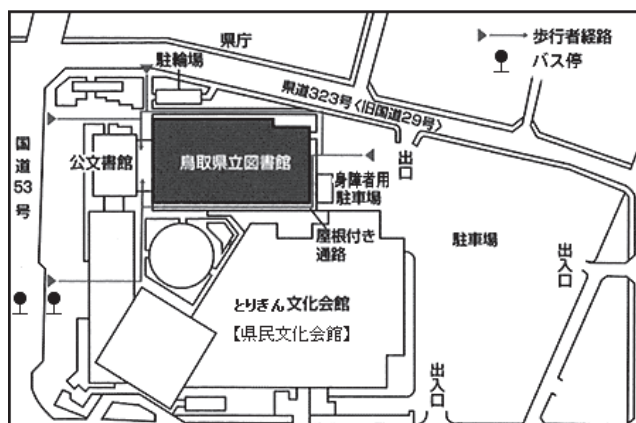 県庁
歩行者経路
バス停
駐輪場
県道323号〈旧国道29号〉
国道53号
公文書館
鳥取県立図書館
出口
身障者用
駐車場
屋根付き
通路
駐車場
出入口
とりぎん文化会館
【県民文化会館】
出入口